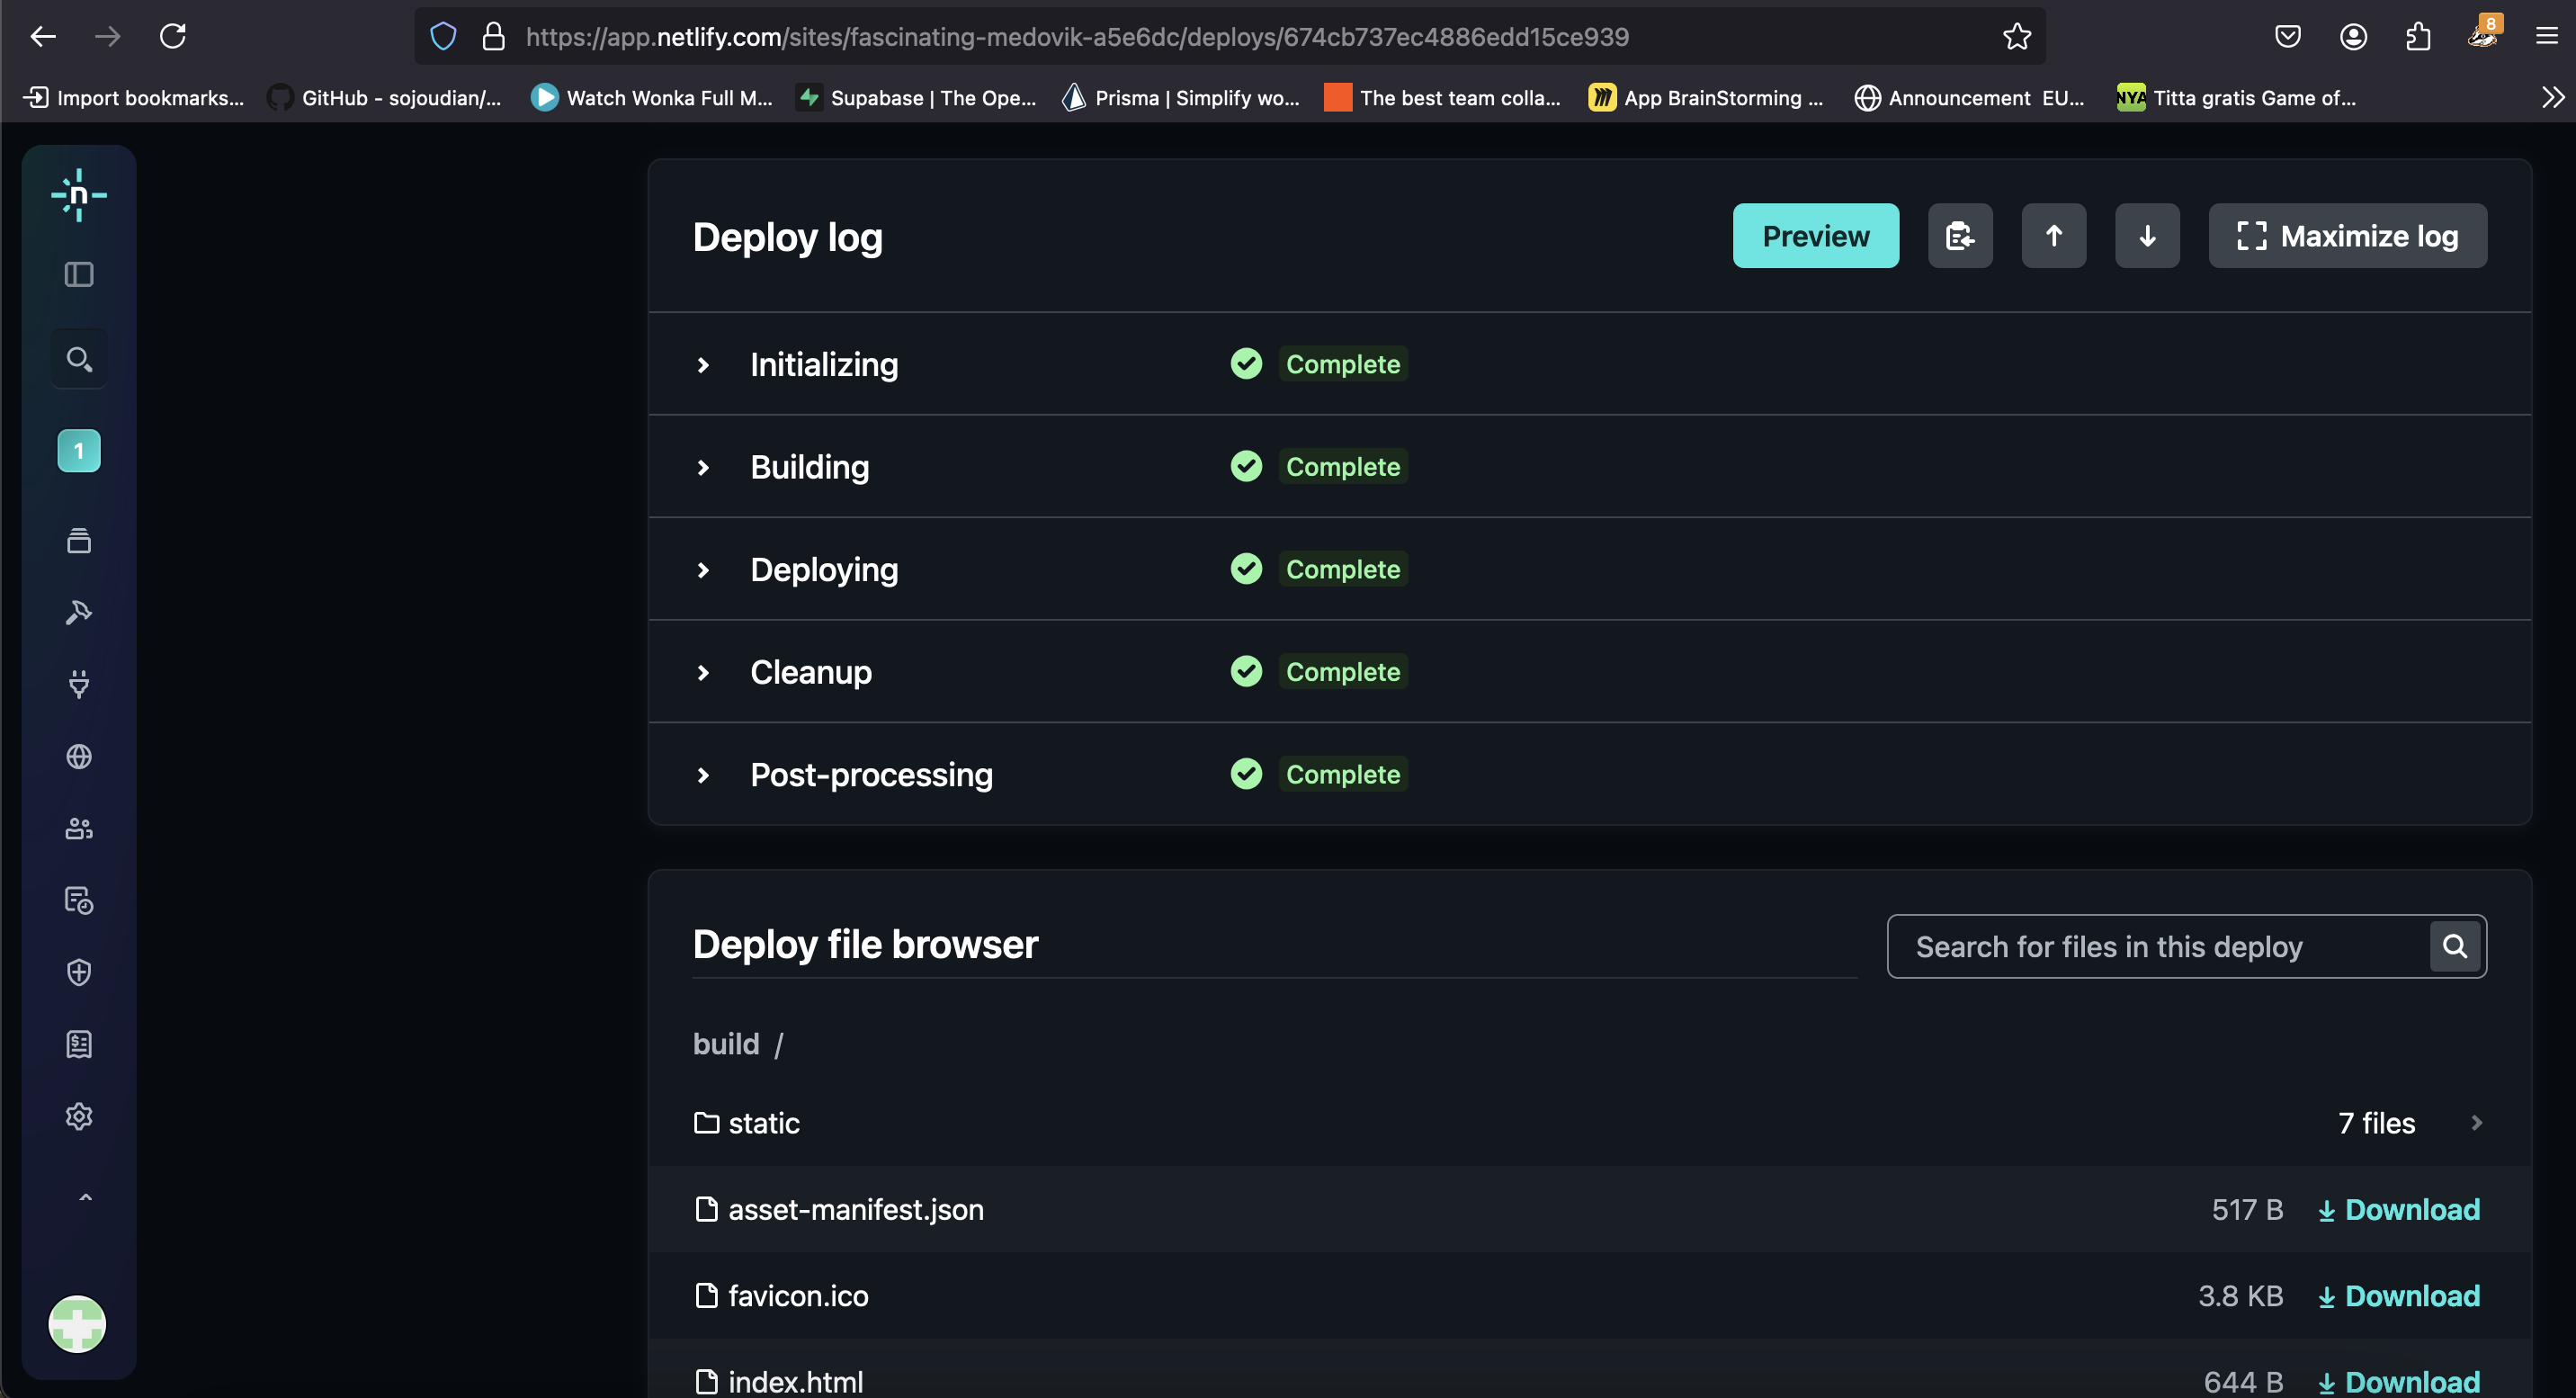 https://app.netlify.com/sites/fascinating-medovik-a5e6dc/deploys/674cb737ec4886edd15ce939
8
Import bookmarks...
GitHub - sojoudian/...
Watch Wonka Full M...
Supabase | The Ope...
Prisma | Simplify wo...
The best team colla...
App BrainStorming ...
Announcement EU...
NYA
Titta gratis Game of...
n
1
Deploy log
Preview
Maximize log
Initializing
Complete
Building
Complete
Deploying
Complete
Cleanup
Complete
Post-processing
Complete
Deploy file browser
Search for files in this deploy
build /
static
7 files
asset-manifest.json
517 B
Download
favicon.ico
3.8 KB
Download
index.html
644 B
Download